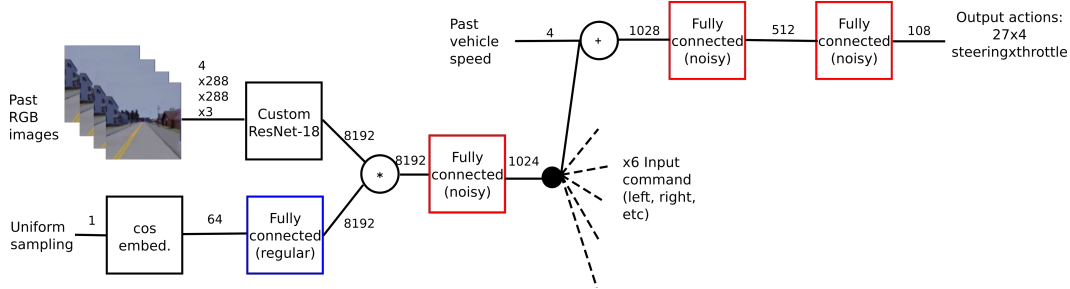 Past
RGB
images
4
x288
x288
x3
Custom
ResNet-18
8192
Uniform
sampling
1
cos
embed.
64
Fully
connected
(regular)
8192
*
8192
Fully
connected
(noisy)
1024
x6 Input
command
(left, right,
etc)
Past
vehicle
speed
4
+
1028
Fully
connected
(noisy)
512
Fully
connected
(noisy)
108
Output actions:
27x4
steeringxthrottle